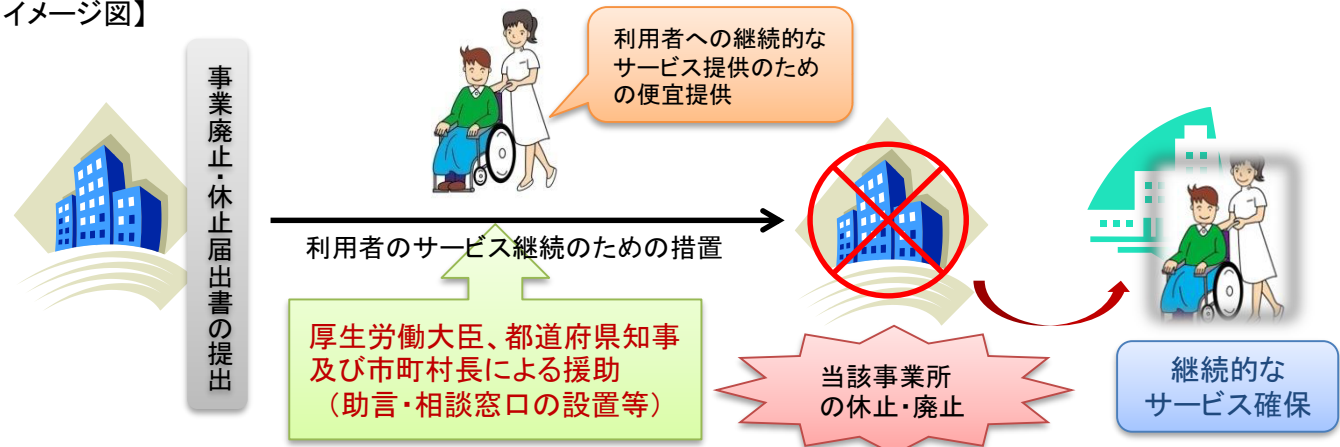 イメージ図】
事業廃止・休止届出書の提出
利用者への継続的な
サービス提供のため
の便宜提供
利用者のサービス継続のための措置
厚生労働大臣、都道府県知事
及び市町村長による援助
（助言・相談窓口の設置等）
当該事業所
の休止・廃止
継続的な
サービス確保